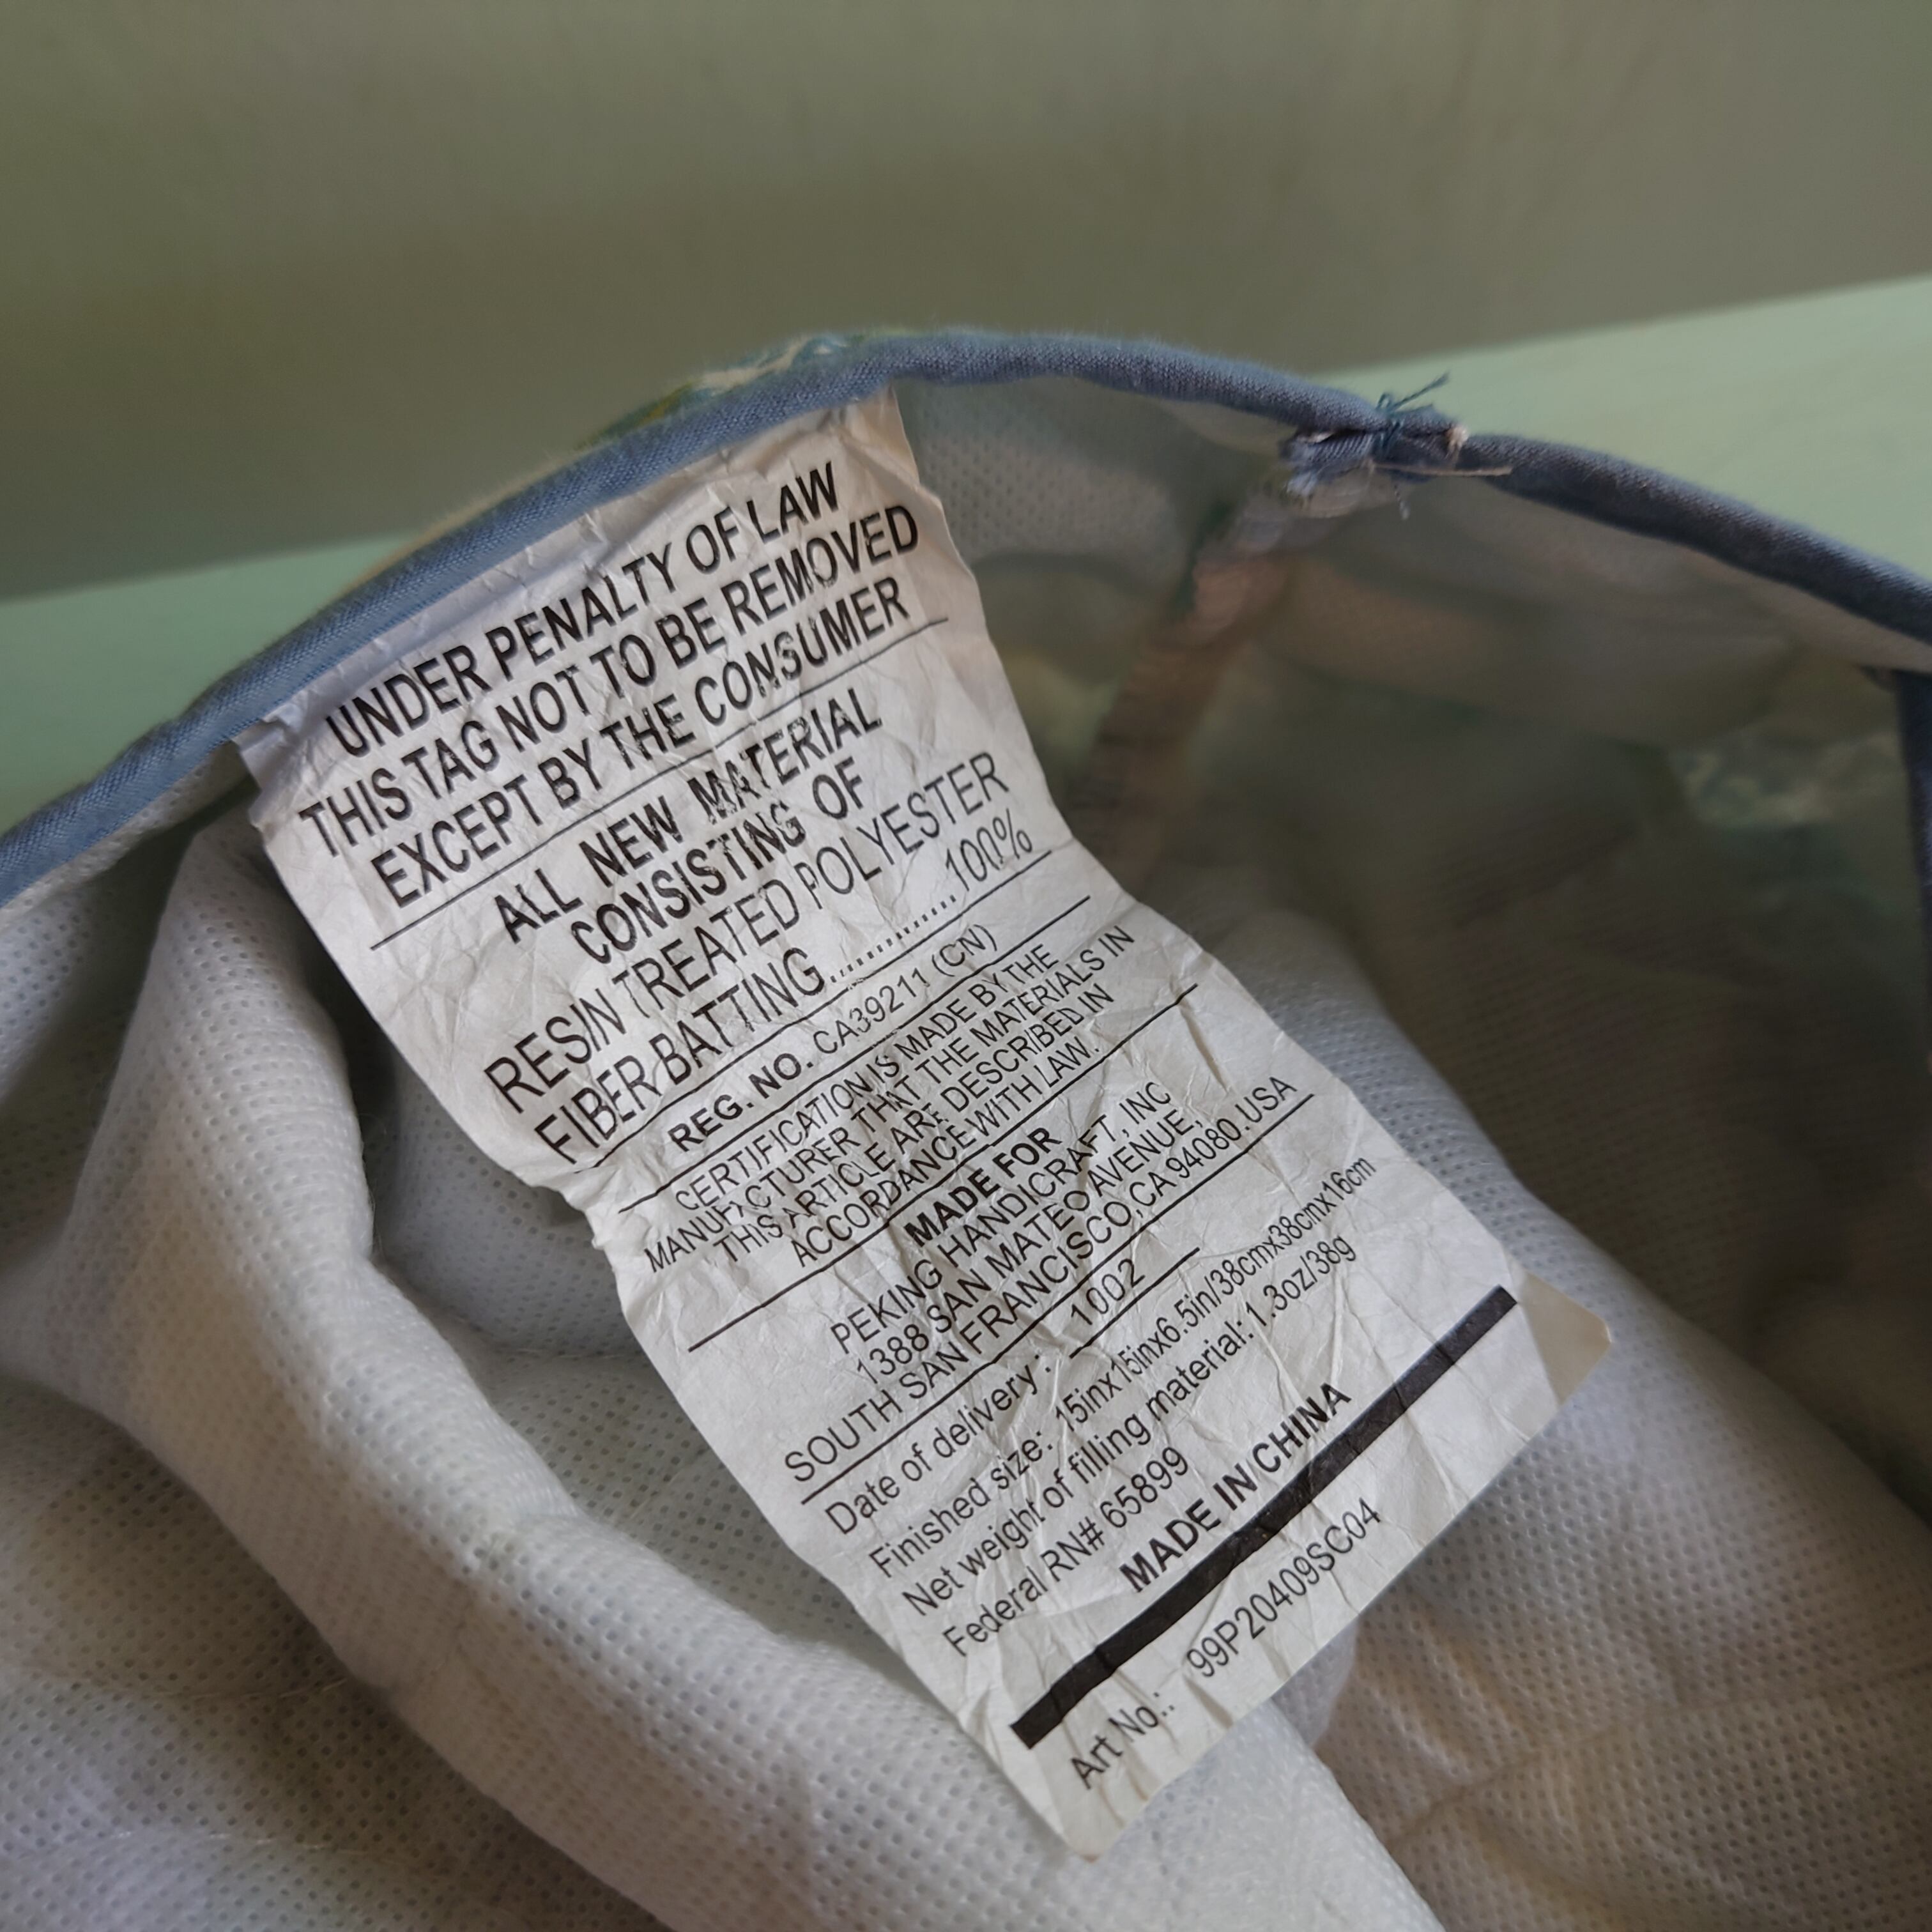 UNDER PENALTY OF LAW
THIS TAG NOT TO BE REMOVED
EXCEPT BY THE CONSUMER
ALL NEW MATERIAL
CONSISTING OF
RESIN TREATED POLYESTER
FIBER BATTING..............100%
REG. NO. CA39211 (CN)
CERTIFICATION IS MADE BY THE
MANUFACTURER THAT THE MATERIALS IN
THIS ARTICLE ARE DESCRIBED IN
ACCORDANCE WITH LAW.
MADE FOR
PEKING HANDICRAFT, INC
1388 SAN MATEO AVENUE,
SOUTH SAN FRANCISCO,CA 94080.USA
Date of delivery: 1002
Finished size: 15inx15inx6.5in/38cmx38cmx16cm
Net weight of filling material: 1.3oz/38g
Federal RN# 65899
MADE IN CHINA
Art No.: 99P20409SC04